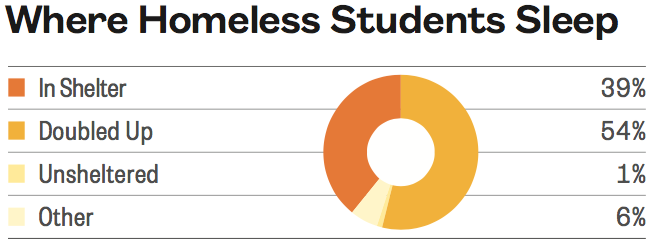 Where Homeless Students Sleep
In Shelter 39%
Doubled Up 54%
Unsheltered 1%
Other 6%